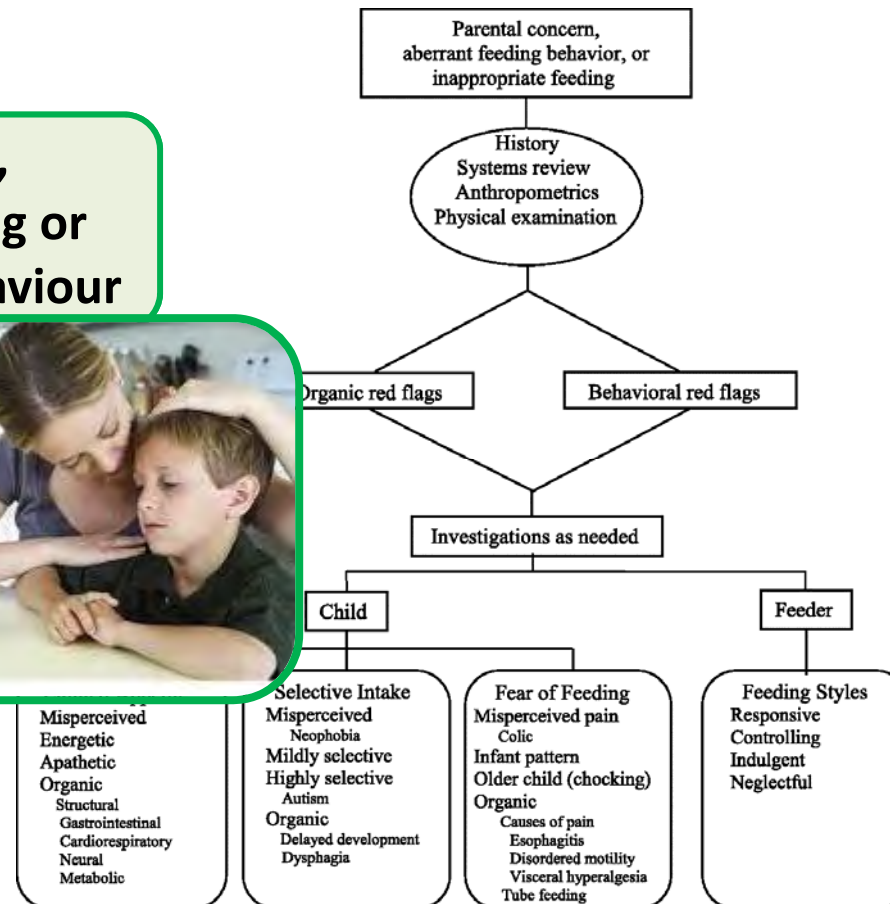 Parental concern,
aberrant feeding behavior, or
inappropriate feeding
History
Systems review
Anthropometrics
Physical examination
g or
aviour
Organic red flags
Behavioral red flags
Investigations as needed
Child
Feeder
Misperceived
Energetic
Apathetic
Organic
Structural
Gastrointestinal
Cardiorespiratory
Neural
Metabolic
Selective Intake
Misperceived
Neophobia
Mildly selective
Highly selective
Autism
Organic
Delayed development
Dysphagia
Fear of Feeding
Misperceived pain
Colic
Infant pattern
Older child (chocking)
Organic
Causes of pain
Esophagitis
Disordered motility
Visceral hyperalgesia
Tube feeding
Feeding Styles
Responsive
Controlling
Indulgent
Neglectful